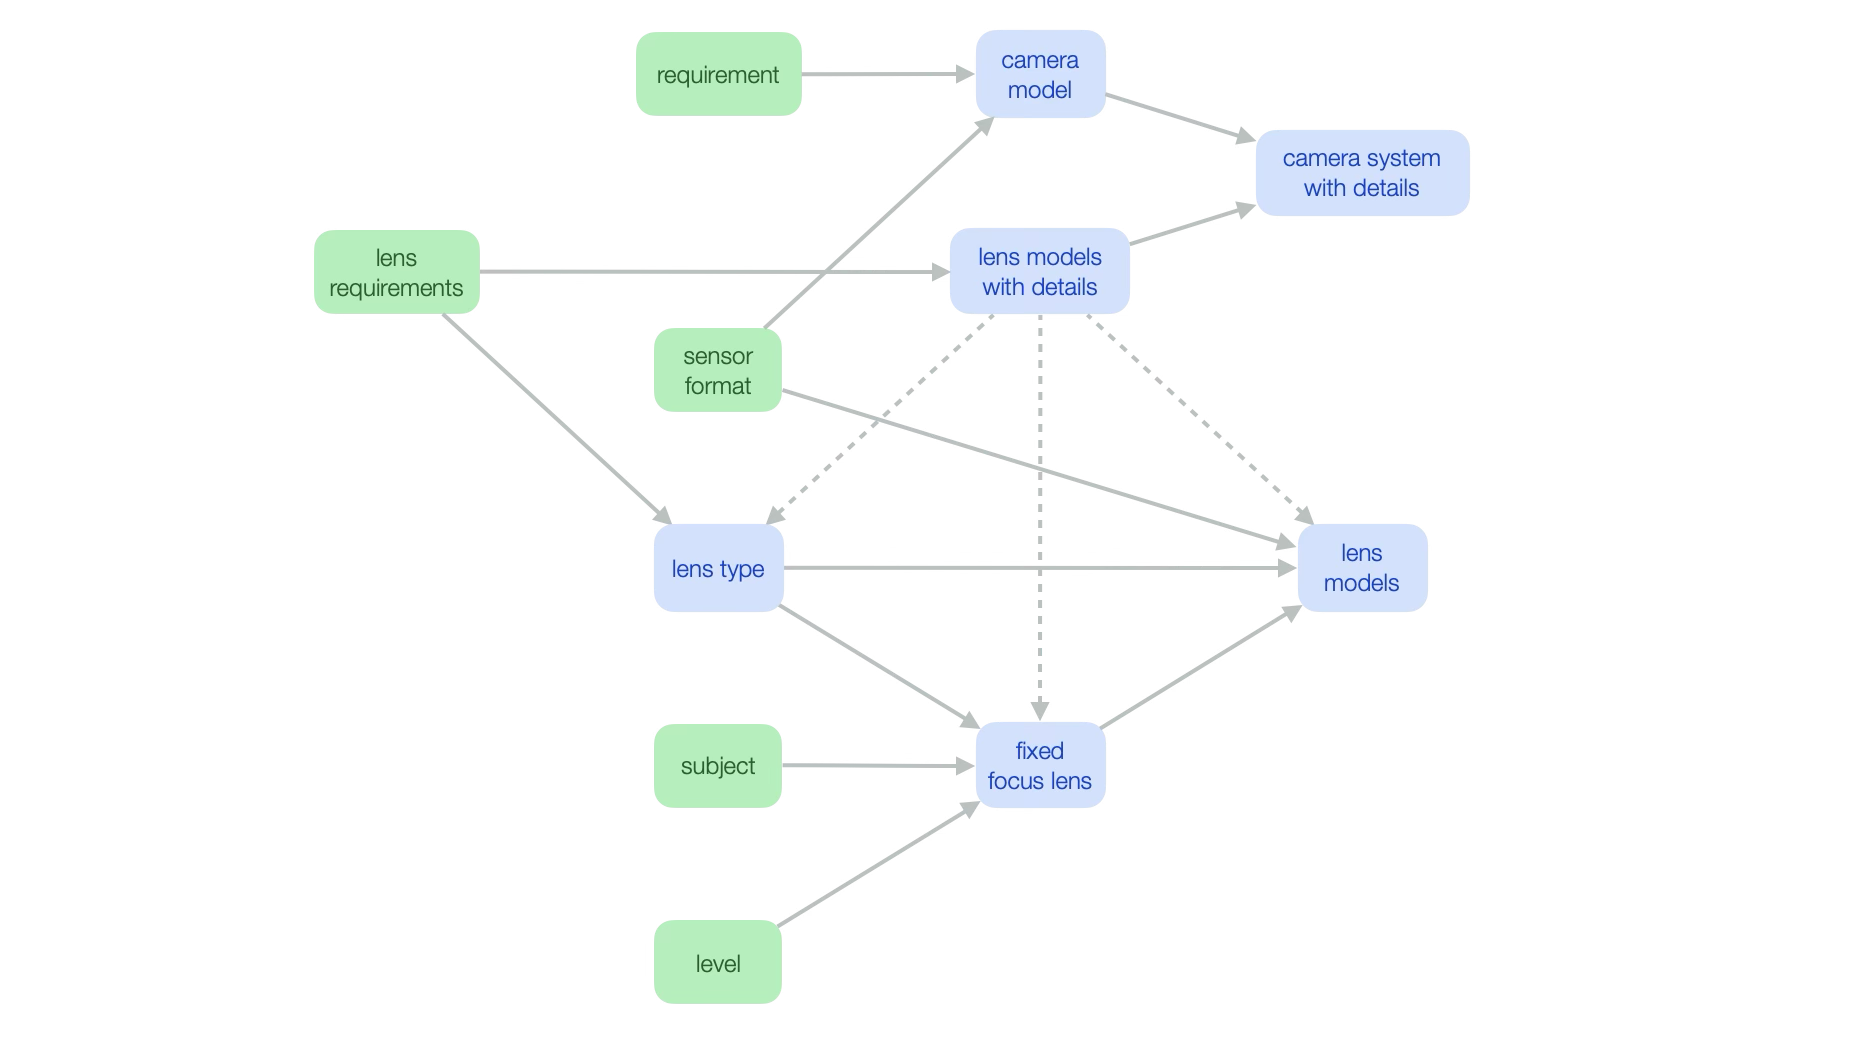 requirement
camera
model
camera system
with details
lens
requirements
lens models
with details
sensor
format
lens type
lens
models
subject
fixed
focus lens
level